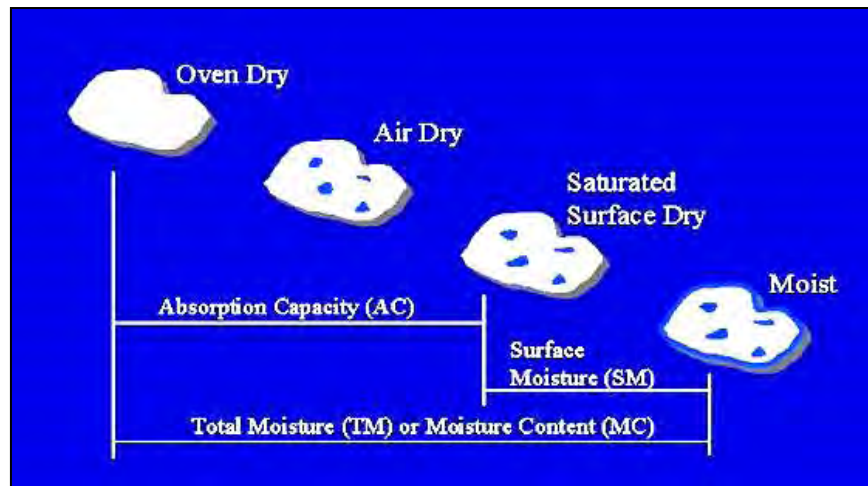 Oven Dry
Air Dry
Saturated
Surface Dry
Moist
Absorption Capacity (AC)
Surface
Moisture (SM)
Total Moisture (TM) or Moisture Content (MC)